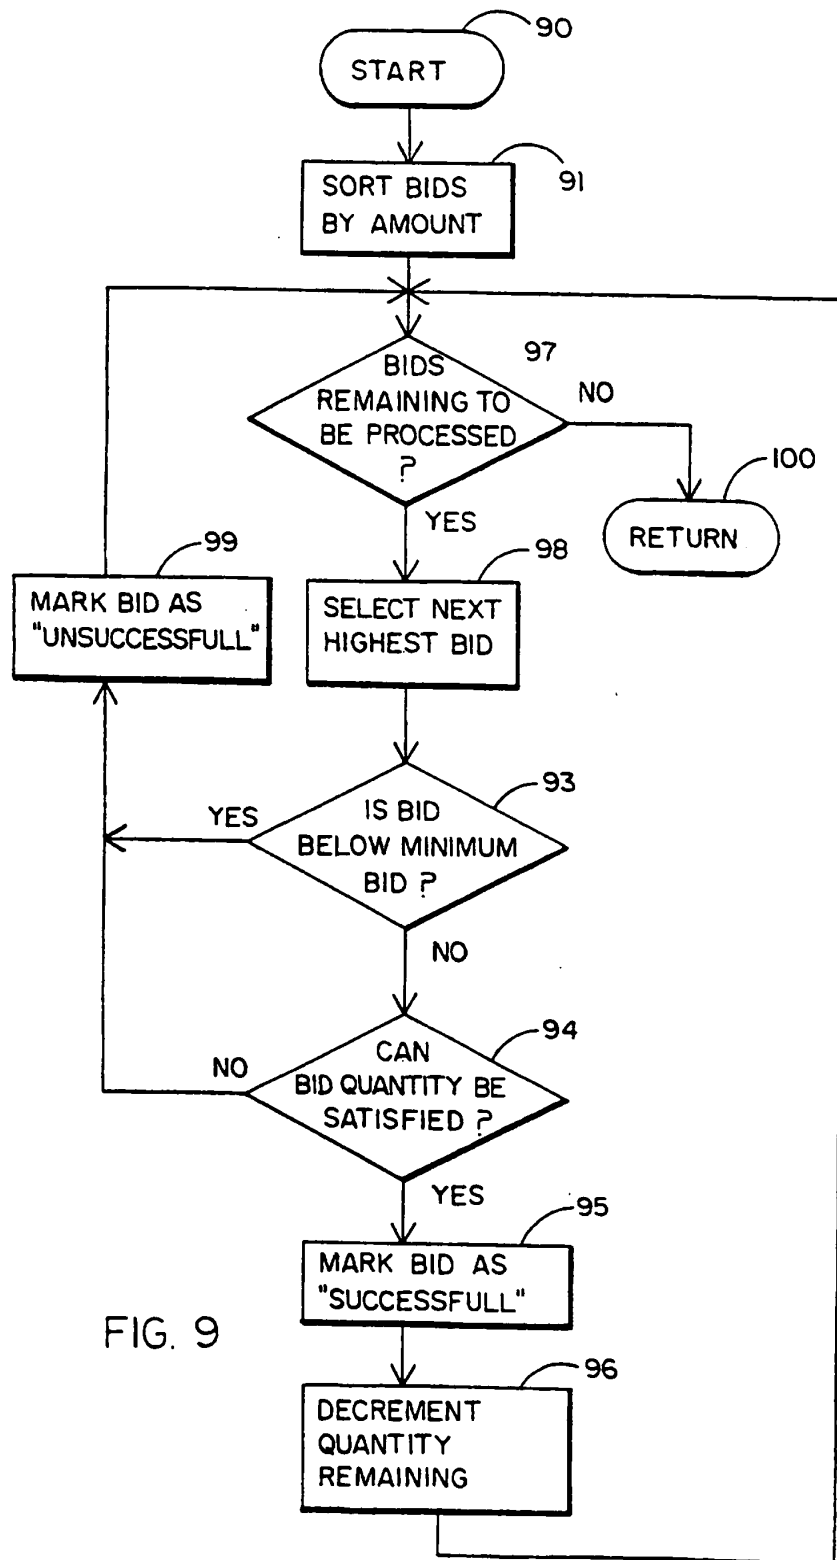 90
START
91
SORT BIDS
BY AMOUNT
97
BIDS
REMAINING TO
BE PROCESSED
?
NO
100
RETURN
YES
99
MARK BID AS
"UNSUCCESSFULL"
98
SELECT NEXT
HIGHEST BID
93
YES
IS BID
BELOW MINIMUM
BID ?
NO
94
NO
CAN
BID QUANTITY BE
SATISFIED ?
YES
95
MARK BID AS
"SUCCESSFULL"
FIG. 9
96
DECREMENT
QUANTITY
REMAINING